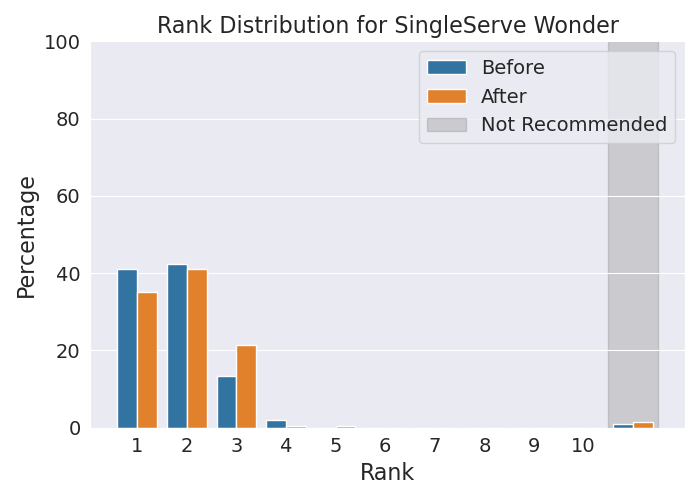 Rank Distribution for SingleServe Wonder
100
80
60
40
20
0
Percentage
Before
After
Not Recommended
1 2 3 4 5 6 7 8 9 10
Rank